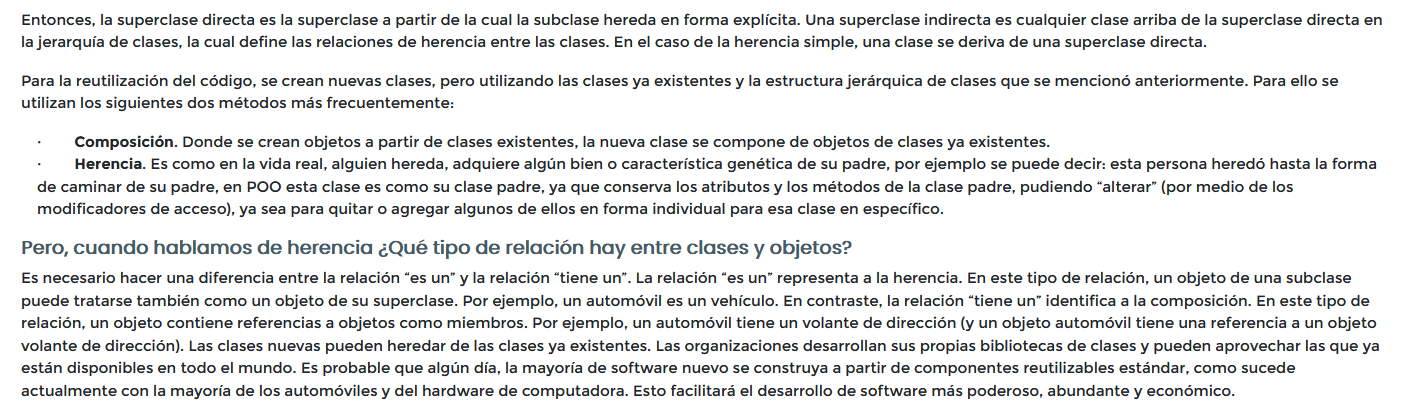 Entonces, la superclase directa es la superclase a partir de la cual la subclase hereda en forma explícita. Una superclase indirecta es cualquier clase arriba de la superclase directa en
la jerarquía de clases, la cual define las relaciones de herencia entre las clases. En el caso de la herencia simple, una clase se deriva de una superclase directa.
Para la reutilización del código, se crean nuevas clases, pero utilizando las clases ya existentes y la estructura jerárquica de clases que se mencionó anteriormente. Para ello se
utilizan los siguientes dos métodos más frecuentemente:
· Composición. Donde se crean objetos a partir de clases existentes, la nueva clase se compone de objetos de clases ya existentes.
· Herencia. Es como en la vida real, alguien hereda, adquiere algún bien o característica genética de su padre, por ejemplo se puede decir: esta persona heredó hasta la forma
de caminar de su padre, en POO esta clase es como su clase padre, ya que conserva los atributos y los métodos de la clase padre, pudiendo “alterar” (por medio de los
modificadores de acceso), ya sea para quitar o agregar algunos de ellos en forma individual para esa clase en específico.
Pero, cuando hablamos de herencia ¿Qué tipo de relación hay entre clases y objetos?
Es necesario hacer una diferencia entre la relación “es un” y la relación “tiene un”. La relación “es un” representa a la herencia. En este tipo de relación, un objeto de una subclase
puede tratarse también como un objeto de su superclase. Por ejemplo, un automóvil es un vehículo. En contraste, la relación “tiene un” identifica a la composición. En este tipo de
relación, un objeto contiene referencias a objetos como miembros. Por ejemplo, un automóvil tiene un volante de dirección (y un objeto automóvil tiene una referencia a un objeto
volante de dirección). Las clases nuevas pueden heredar de las clases ya existentes. Las organizaciones desarrollan sus propias bibliotecas de clases y pueden aprovechar las que ya
están disponibles en todo el mundo. Es probable que algún día, la mayoría de software nuevo se construya a partir de componentes reutilizables estándar, como sucede
actualmente con la mayoría de los automóviles y del hardware de computadora. Esto facilitará el desarrollo de software más poderoso, abundante y económico.